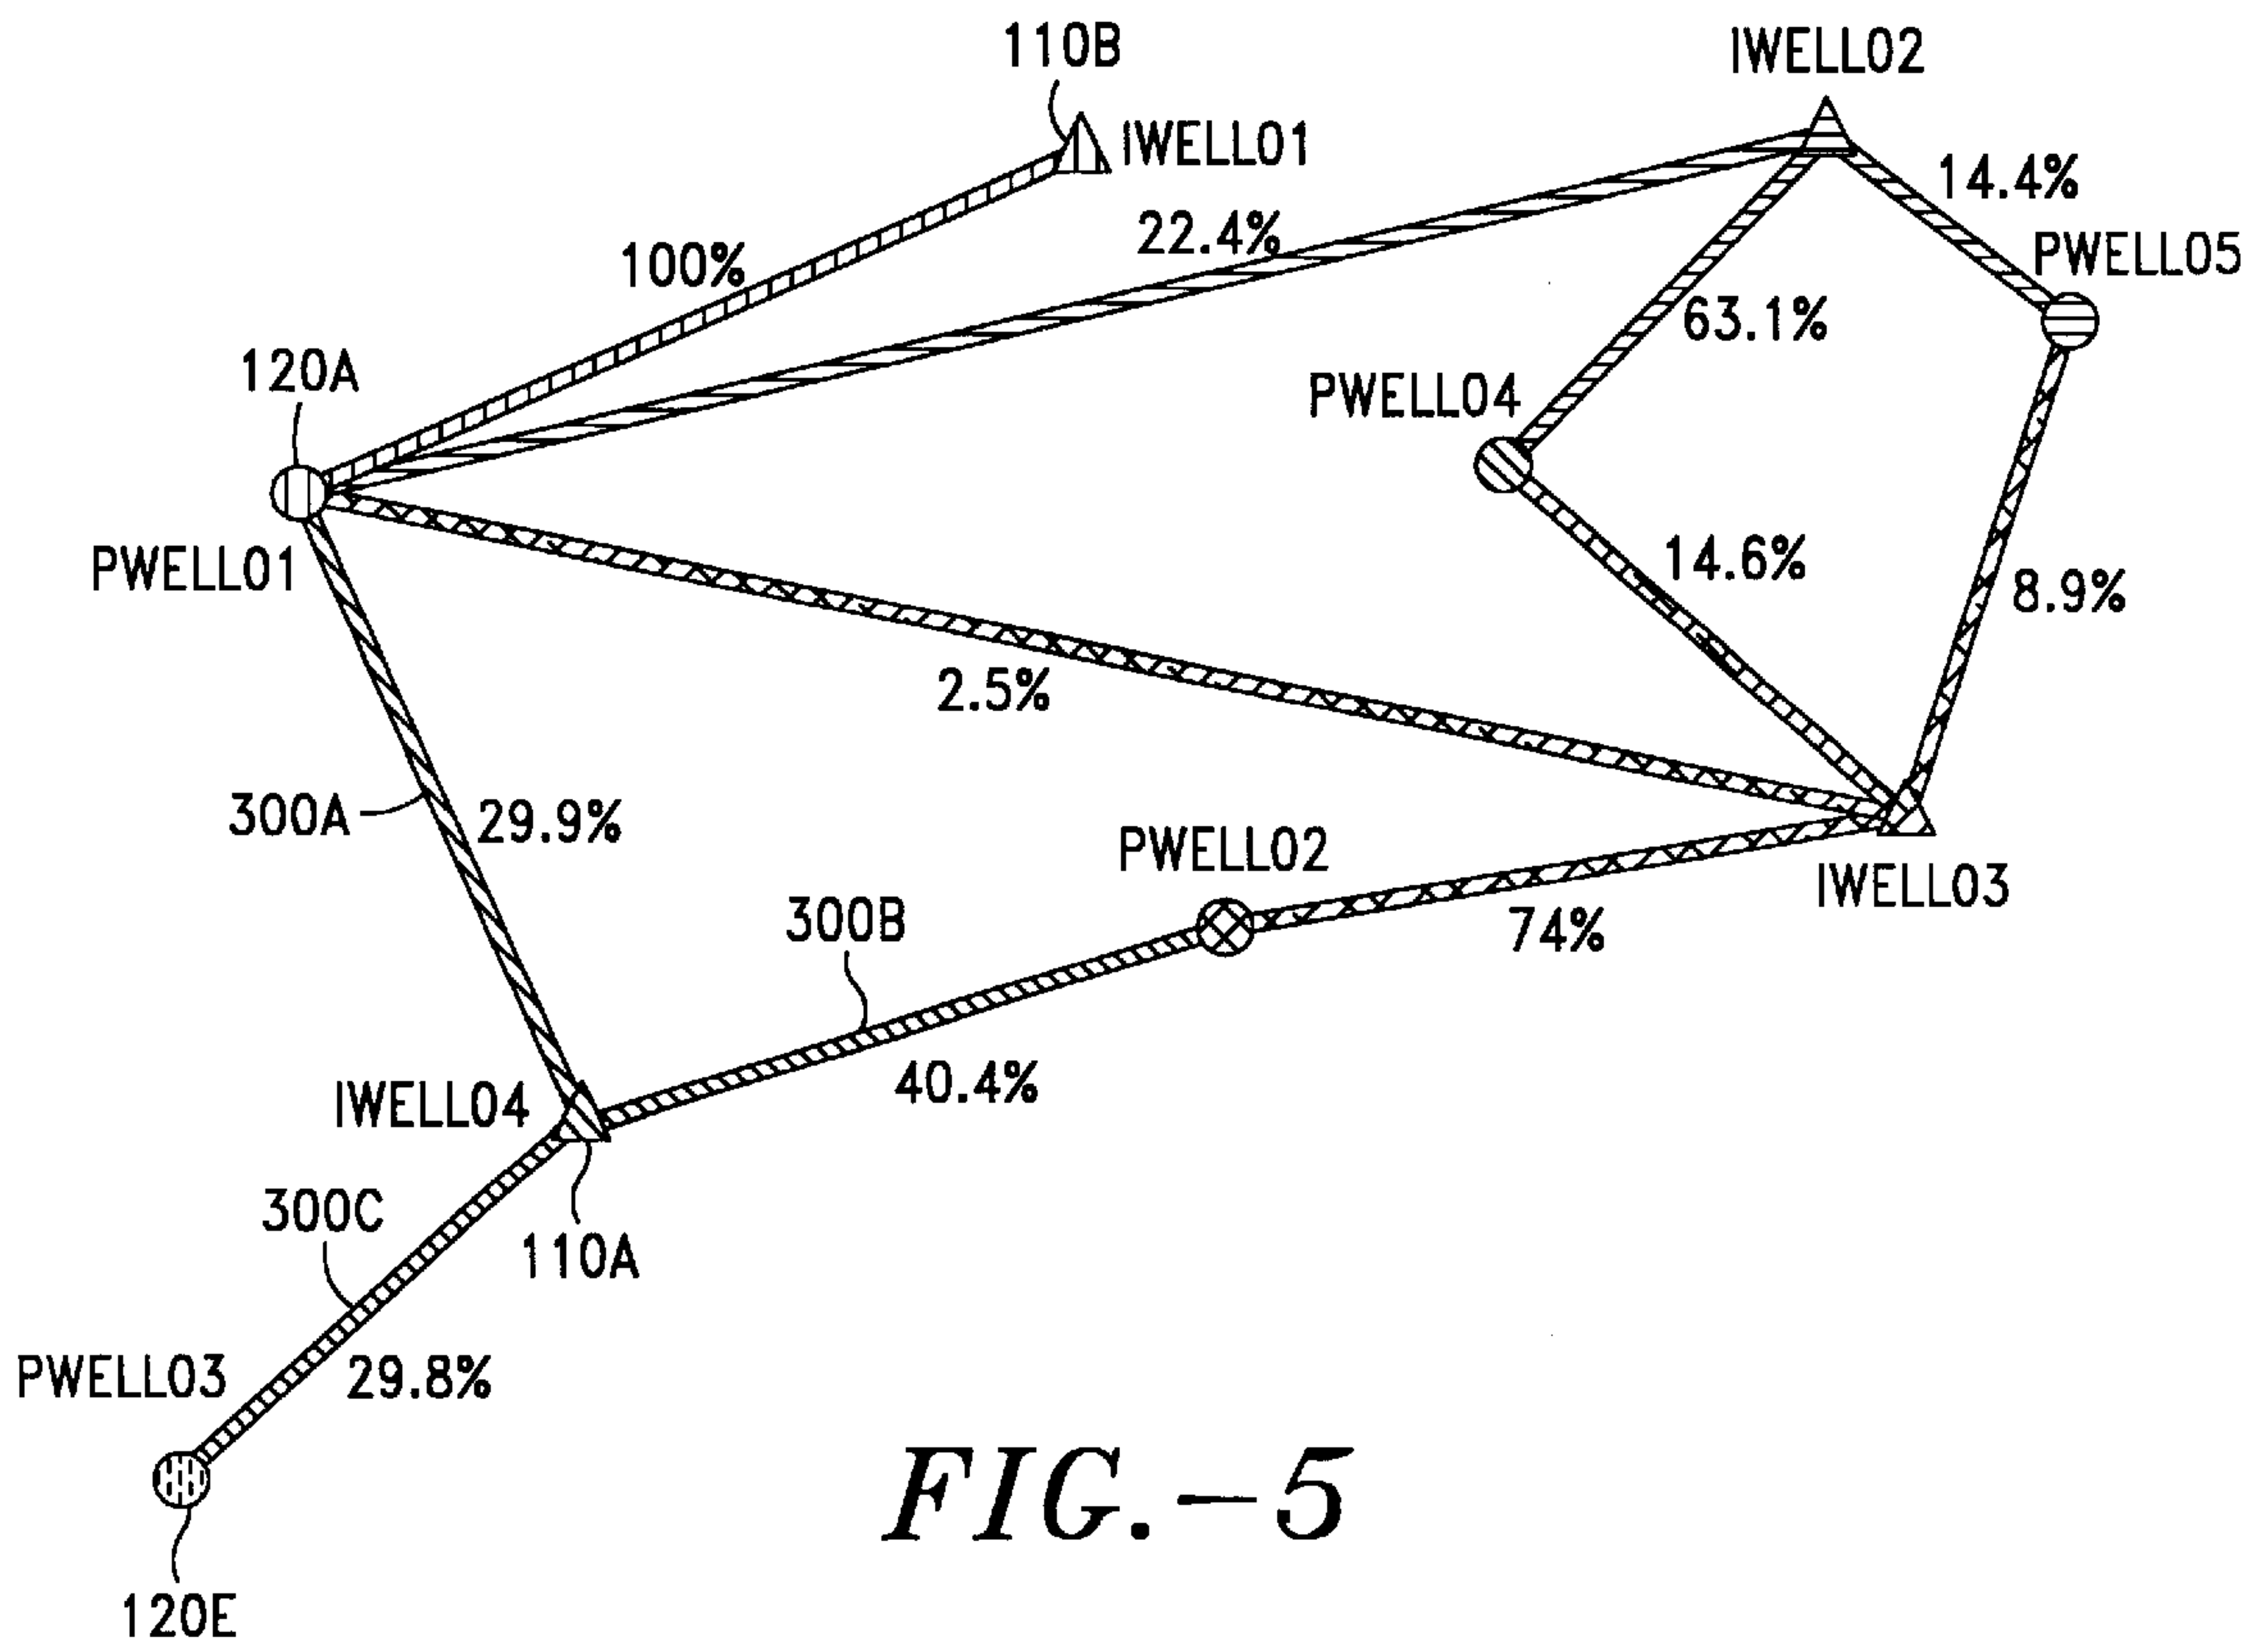 110B
IWELL02
IWELL01
14.4%
22.4%
PWELL05
100%
63.1%
120A
PWELL04
14.6%
PWELL01
8.9%
2.5%
300A
29.9%
PWELL02
IWELL03
300B
74%
40.4%
IWELL04
300C
110A
PWELL03
29.8%
FIG.-5
120E